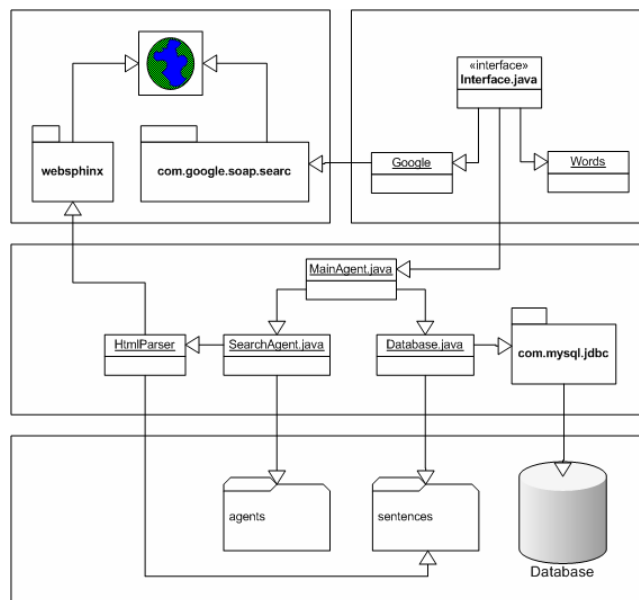 «interface»
Interface.java
websphinx
com.google.soap.searc
Google
Words
MainAgent.java
HtmlParser
SearchAgent.java
Database.java
com.mysql.jdbc
agents
sentences
Database